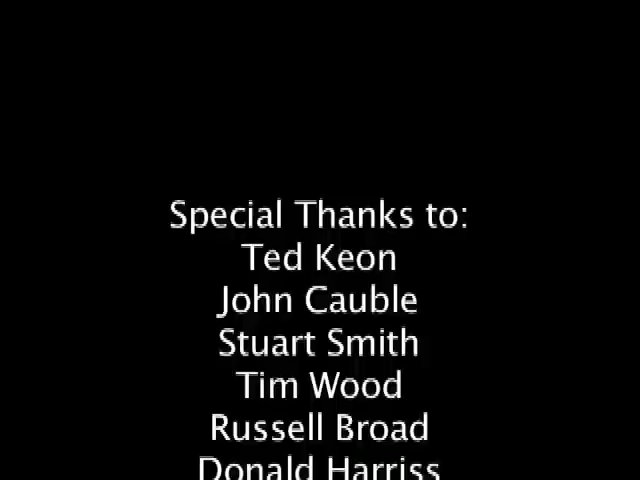 Special Thanks to:
Ted Keon
John Cauble
Stuart Smith
Tim Wood
Russell Broad
Donald Harriss